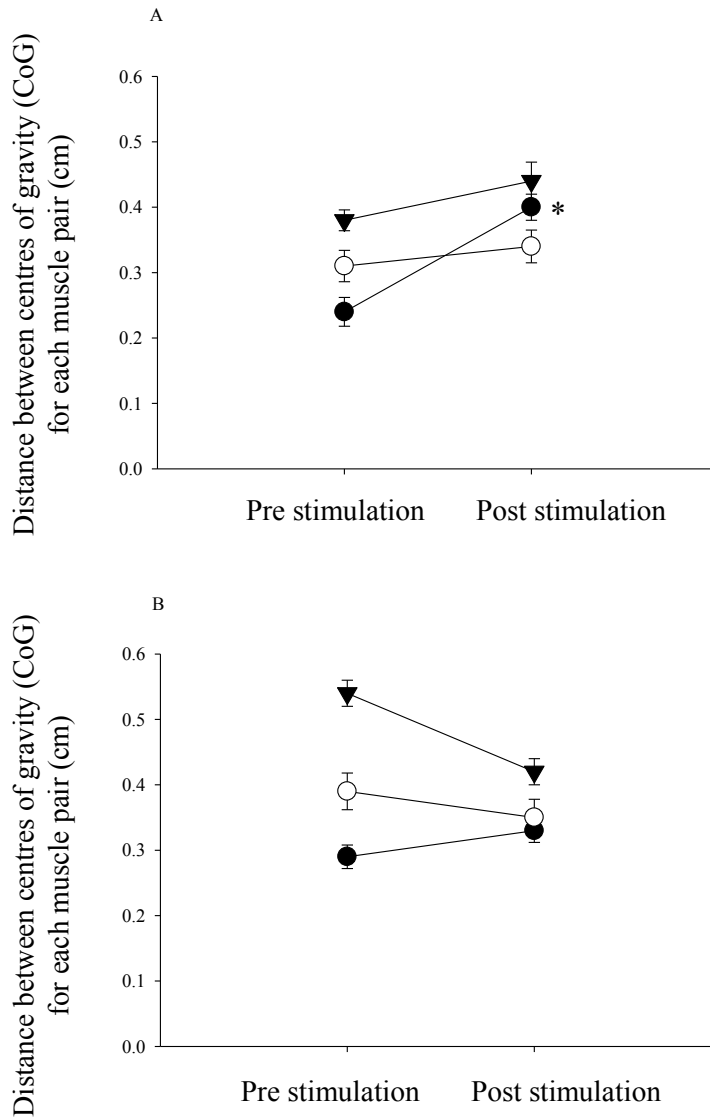 A
Distance between centres of gravity (CoG)
for each muscle pair (cm)
0.6
0.5
0.4
0.3
0.2
0.1
0.0
*
Pre stimulation
Post stimulation
B
Distance between centres of gravity (CoG)
for each muscle pair (cm)
0.6
0.5
0.4
0.3
0.2
0.1
0.0
Pre stimulation
Post stimulation